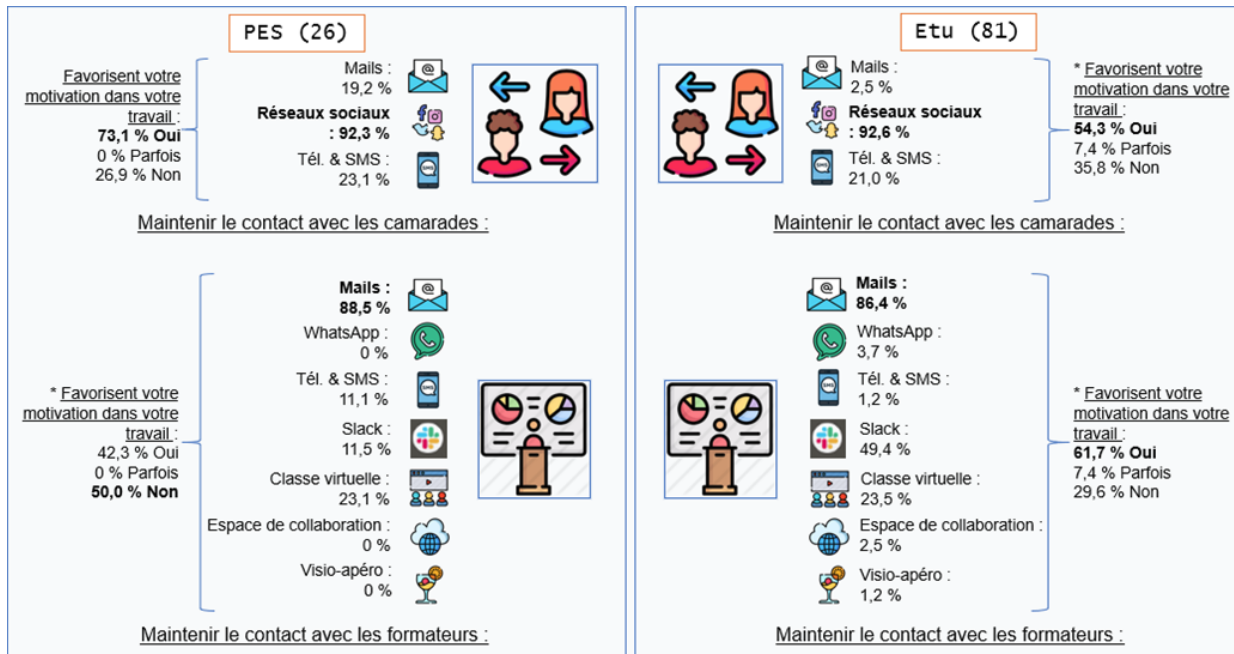 PES (26)
Favorisent votre
motivation dans votre
travail :
73,1 % Oui
0 % Parfois
26,9 % Non
Mails :
19,2 %
Réseaux sociaux
: 92,3 %
Tél. & SMS :
23,1 %
Maintenir le contact avec les camarades :
* Favorisent votre
motivation dans votre
travail :
42,3 % Oui
0 % Parfois
50,0 % Non
Mails :
88,5 %
WhatsApp :
0 %
Tél. & SMS :
11,1 %
Slack :
11,5 %
Classe virtuelle :
23,1 %
Espace de collaboration :
0 %
Visio-apéro :
0 %
Maintenir le contact avec les formateurs :
Etu (81)
Mails :
2,5 %
Réseaux sociaux
: 92,6 %
Tél. & SMS :
21,0 %
* Favorisent votre
motivation dans votre
travail :
54,3 % Oui
7,4 % Parfois
35,8 % Non
Maintenir le contact avec les camarades :
Mails :
86,4 %
WhatsApp :
3,7 %
Tél. & SMS :
1,2 %
Slack :
49,4 %
Classe virtuelle :
23,5 %
Espace de collaboration :
2,5 %
Visio-apéro :
1,2 %
* Favorisent votre
motivation dans votre
travail :
61,7 % Oui
7,4 % Parfois
29,6 % Non
Maintenir le contact avec les formateurs :